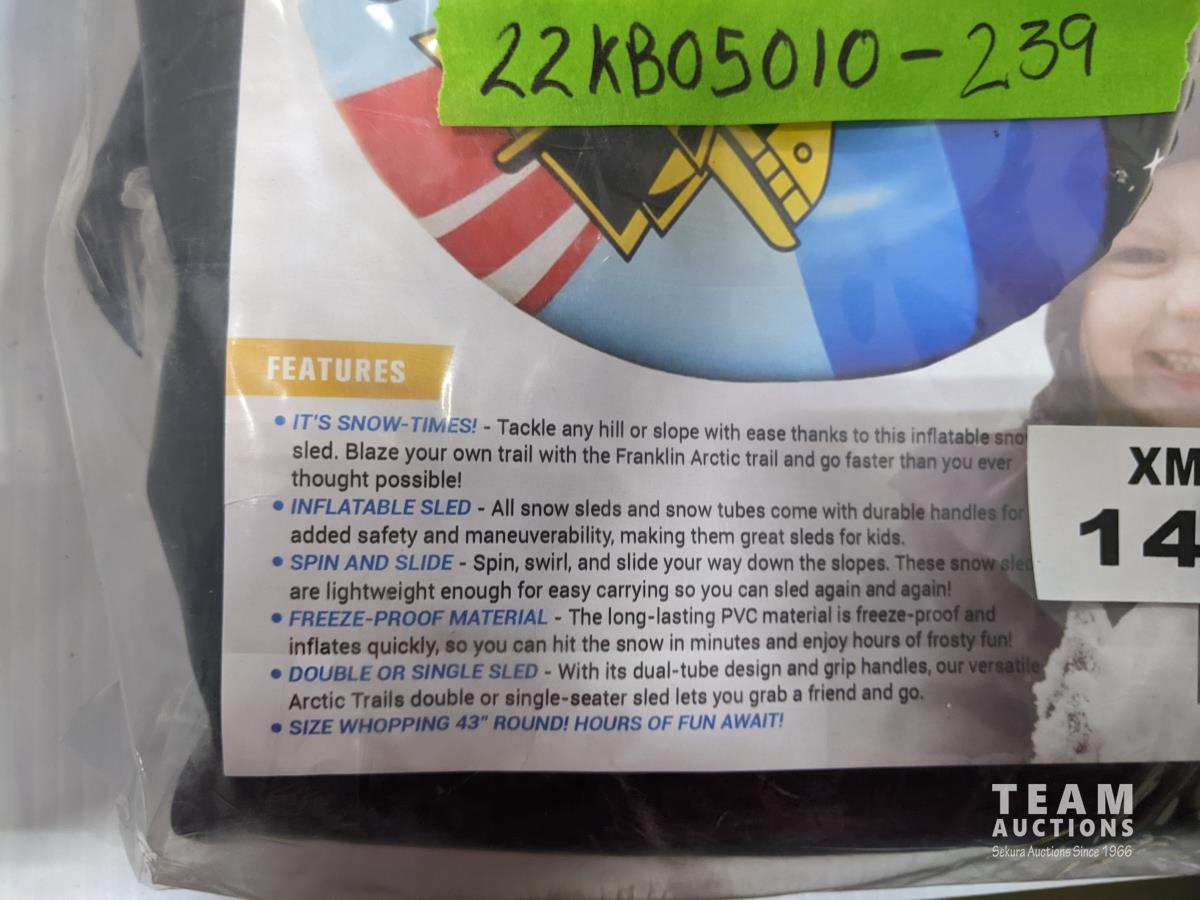 22KB05010-239
FEATURES
• IT'S SNOW-TIMES! - Tackle any hill or slope with ease thanks to this inflatable
sled. Blaze your own trail with the Franklin Arctic trail and go faster than you ever
thought possible!
• INFLATABLE SLED - All snow sleds and snow tubes come with durable handles for
added safety and maneuverability, making them great sleds for kids.
• SPIN AND SLIDE - Spin, swirl, and slide your way down the slopes. These snow
are lightweight enough for easy carrying so you can sled again and again!
• FREEZE-PROOF MATERIAL - The long-lasting PVC material is freeze-proof and
inflates quickly, so you can hit the snow in minutes and enjoy hours of frosty fun!
• DOUBLE OR SINGLE SLED - With its dual-tube design and grip handles, our versatile
Arctic Trails double or single-seater sled lets you grab a friend and go.
• SIZE WHOPPING 43" ROUND! HOURS OF FUN AWAIT!
XM
14
TEAM
AUCTIONS
Sekura Auctions Since 1966